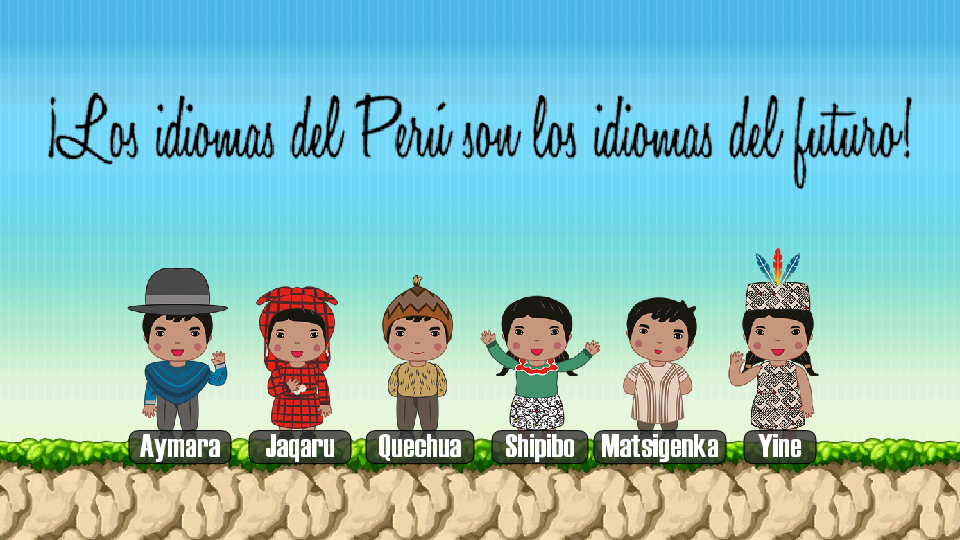 ¡Los idiomas del Perú son los idiomas del futuro!
Aymara Jaqaru Quechua Shipibo Matsigenka Yine